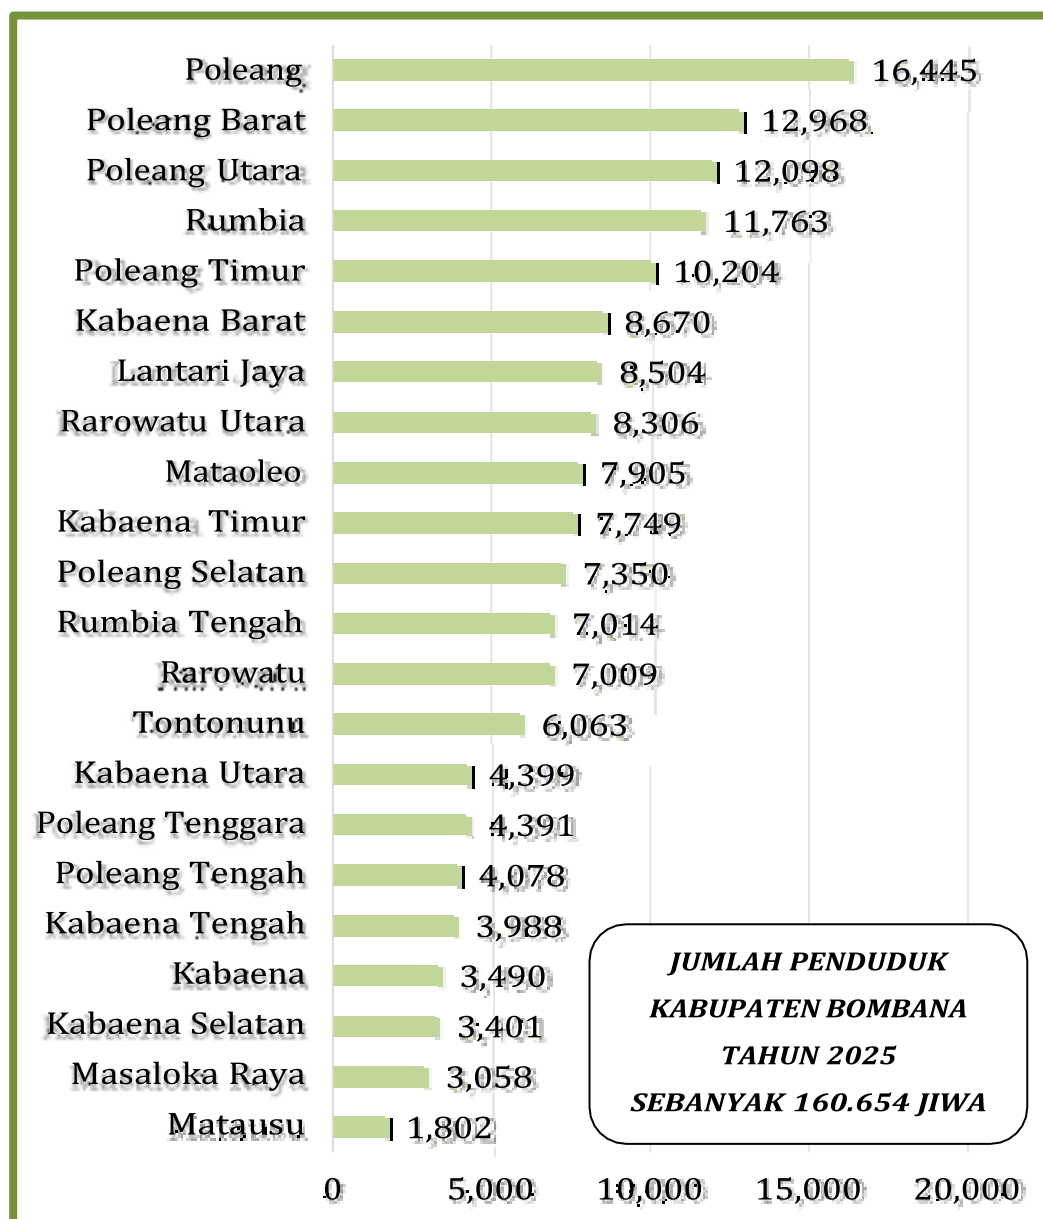 Poleang 16,445
Poleang Barat 12,968
Poleang Utara 12,098
Rumbia 11,763
Poleang Timur 10,204
Kabaena Barat 8,670
Lantari Jaya 8,504
Rarowatu Utara 8,306
Mataoleo 7,905
Kabaena Timur 7,749
Poleang Selatan 7,350
Rumbia Tengah 7,014
Rarowatu 7,009
Tontonunu 6,063
Kabaena Utara 4,399
Poleang Tenggara 4,391
Poleang Tengah 4,078
Kabaena Tengah 3,988
Kabaena 3,490
Kabaena Selatan 3,401
Masaloka Raya 3,058
Matausu 1,802
JUMLAH PENDUDUK
KABUPATEN BOMBANA
TAHUN 2025
SEBANYAK 160.654 JIWA
0 5,000 10,000 15,000 20,000